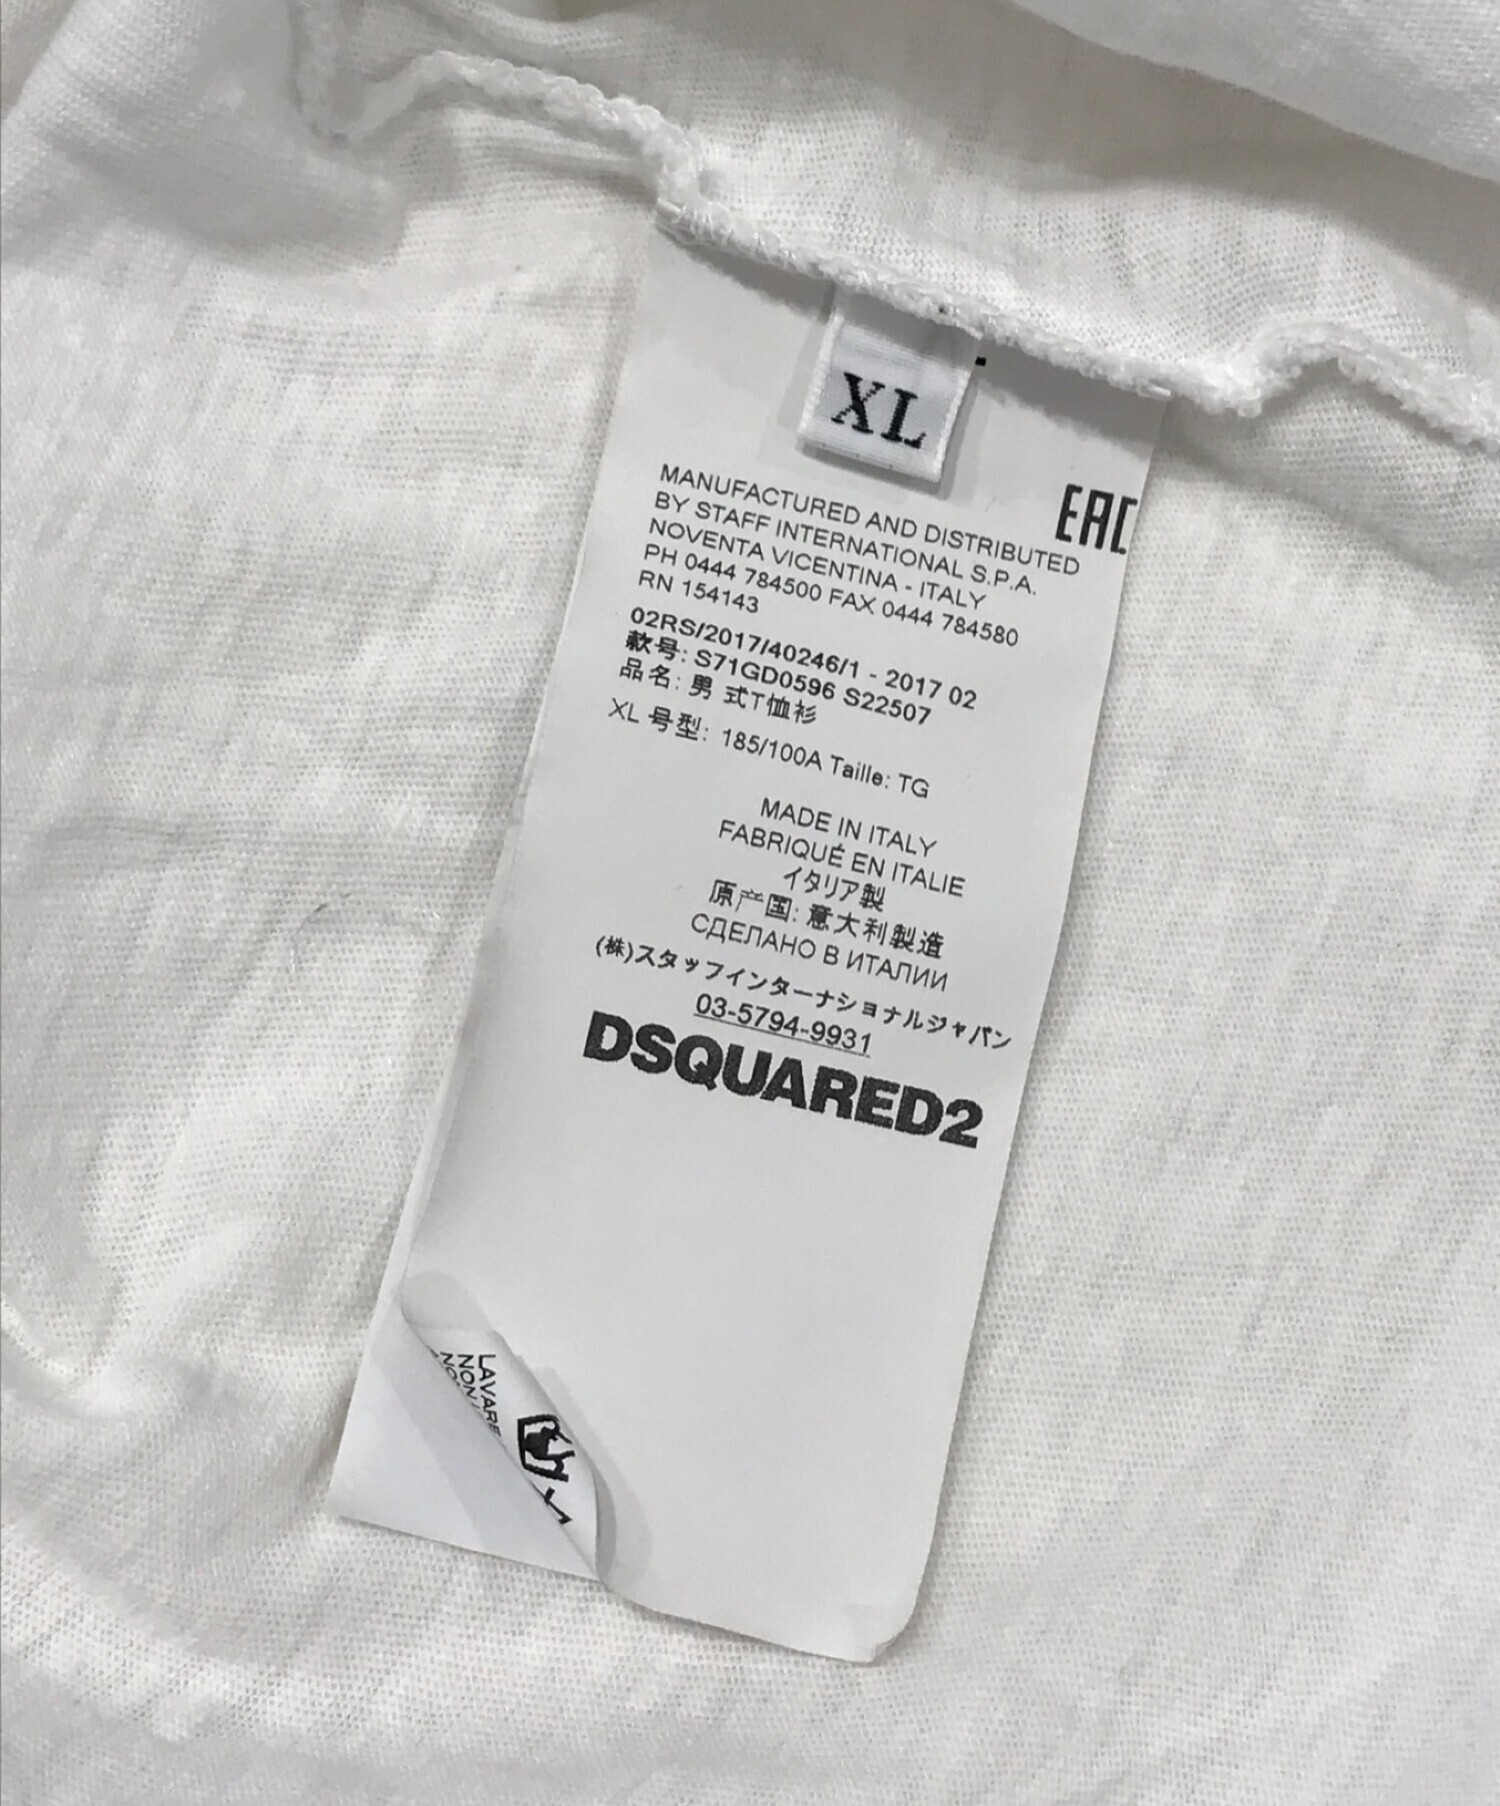 XL
EAC
MANUFACTURED AND DISTRIBUTED
BY STAFF INTERNATIONAL S.P.A.
NOVENTA VICENTINA - ITALY
PH 0444 784500 FAX 0444 784580
RN 154143
02RS/2017/40246/1 - 2017 02
款号: S71GD0596 S22507
品名: 男 式T恤衫
XL 号型: 185/100A Taille: TG
MADE IN ITALY
FABRIQUÉ EN ITALIE
イタリア製
原产国: 意大利製造
СДЕЛАНО В ИТАЛИИ
(株)スタッフインターナショナルジャパン
03-5794-9931
DSQUARED2
LAVARE
NON